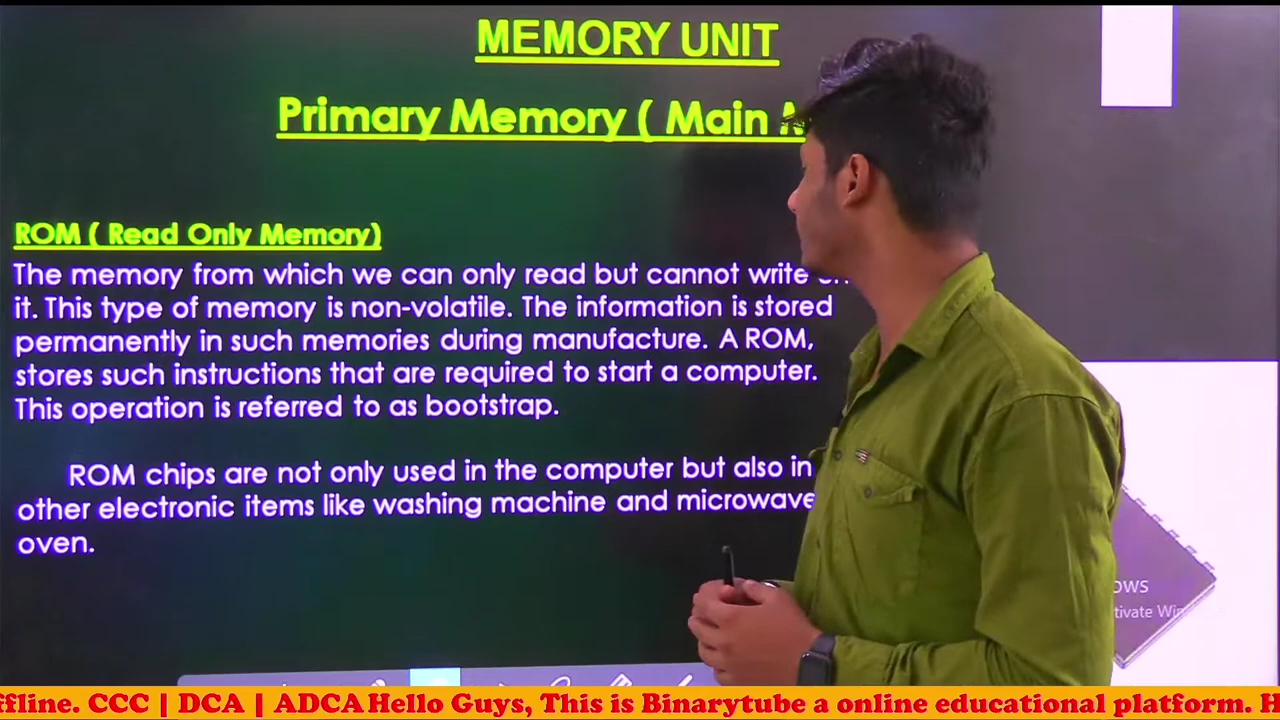 MEMORY UNIT
Primary Memory ( Main
ROM ( Read Only Memory)
The memory from which we can only read but cannot write
it. This type of memory is non-volatile. The information is stored
permanently in such memories during manufacture. A ROM,
stores such instructions that are required to start a computer.
This operation is referred to as bootstrap.
ROM chips are not only used in the computer but also in
other electronic items like washing machine and microwave
oven.
ffline. CCC | DCA | ADCA Hello Guys, This is Binarytube a online educational platform. H